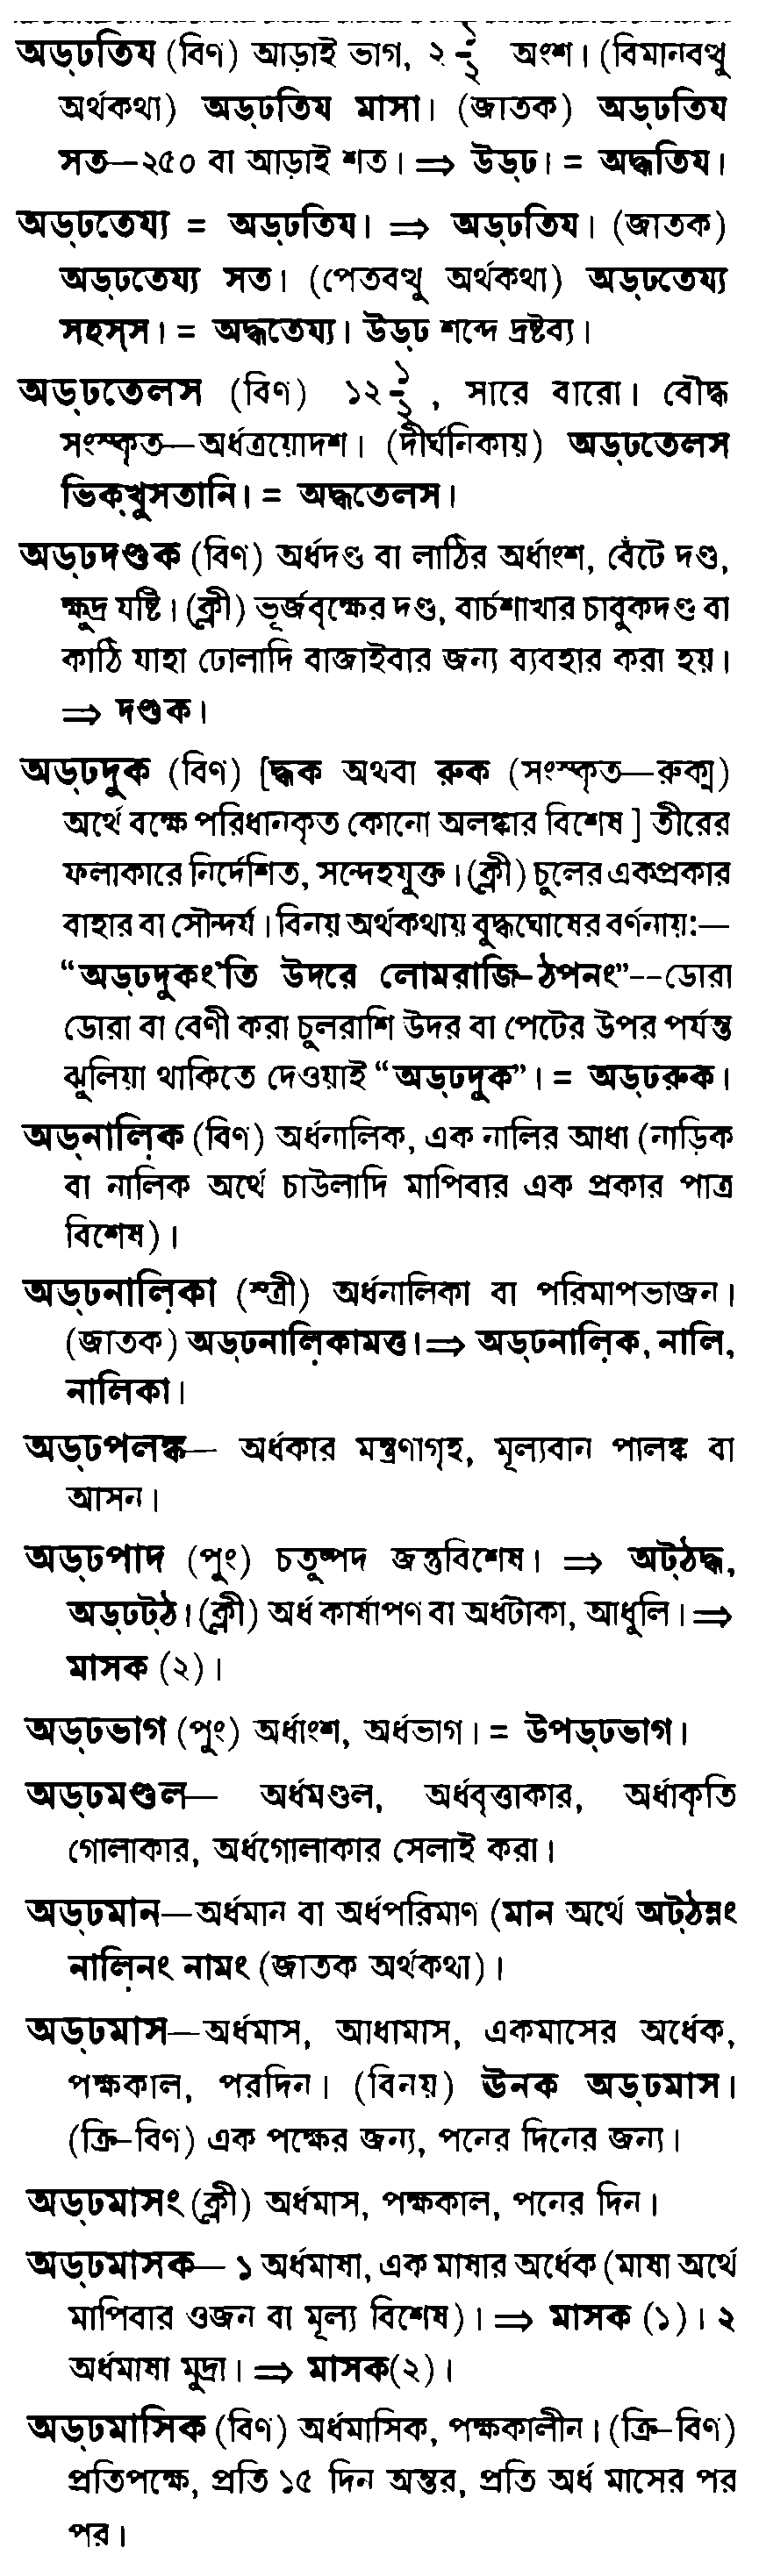 অড্ঢতিয (বিণ) আড়াই ভাগ, ২ ১/২ অংশ। (বিমানবত্থু
অর্থকথা) অড্ঢতিয মাসা। (জাতক) অড্ঢতিয
সত—২৫০ বা আড়াই শত। ⇒ উড্ঢ। = অদ্ধতিয।
অড্ঢতেয্য = অড্ঢতিয। ⇒ অড্ঢতিয। (জাতক)
অড্ঢতেয্য সত। (পেতবত্থু অর্থকথা) অড্ঢতেয্য
সহস্স। = অদ্ধতেয্য। উড্ঢ শব্দে দ্রষ্টব্য।
অড্ঢতেলস (বিণ) ১২ ১/২, সারে বারো। বৌদ্ধ
সংস্কৃত—অর্ধত্রয়োদশ। (দীর্ঘনিকায়) অড্ঢতেলস
ভিক্খুসতানি। = অদ্ধতেলস।
অড্ঢদণ্ডক (বিণ) অর্ধদণ্ড বা লাঠির অর্ধাংশ, বেঁটে দণ্ড,
ক্ষুদ্র যষ্টি। (ক্লী) ভূর্জবৃক্ষের দণ্ড, বার্চশাখার চাবুকদণ্ড বা
কাঠি যাহা ঢোলাদি বাজাইবার জন্য ব্যবহার করা হয়।
⇒ দণ্ডক।
অড্ঢদুক (বিণ) [দ্ধক অথবা রুক (সংস্কৃত—রুক্ম)
অর্থে বক্ষে পরিধানকৃত কোনো অলঙ্কার বিশেষ] তীরের
ফলাকারে নির্দেশিত, সন্দেহযুক্ত। (ক্লী) চুলের একপ্রকার
বাহার বা সৌন্দর্য। বিনয় অর্থকথায় বুদ্ধঘোষের বর্ণনায়:—
“অড্ঢদুকং'তি উদরে লোমরাজি-ঠপনং”--ডোরা
ডোরা বা বেণী করা চুলরাশি উদর বা পেটের উপর পর্যন্ত
ঝুলিয়া থাকিতে দেওয়াই “অড্ঢদুক”। = অড্ঢরুক।
অড্নালি়ক (বিণ) অর্ধনালিক, এক নালির আধা (নাড়িক
বা নালিক অর্থে চাউলাদি মাপিবার এক প্রকার পাত্র
বিশেষ)।
অড্ঢনালি়কা (স্ত্রী) অর্ধনালিকা বা পরিমাপভাজন।
(জাতক) অড্ঢনালি়কামত্ত। ⇒ অড্ঢনালি়ক, নালি,
নালিকা।
অড্ঢপলঙ্ক— অর্ধকার মন্ত্রণাগৃহ, মূল্যবান পালঙ্ক বা
আসন।
অড্ঢপাদ (পুং) চতুষ্পদ জন্তুবিশেষ। ⇒ অট্ঠদ্ধ,
অড্ঢট্ঠ। (ক্লী) অর্ধ কার্ষাপণ বা অর্ধটাকা, আধুলি। ⇒
মাসক (২)।
অড্ঢভাগ (পুং) অর্ধাংশ, অর্ধভাগ। = উপড্ঢভাগ।
অড্ঢমণ্ডল— অর্ধমণ্ডল, অর্ধবৃত্তাকার, অর্ধাকৃতি
গোলাকার, অর্ধগোলাকার সেলাই করা।
অড্ঢমান—অর্ধমান বা অর্ধপরিমাণ (মান অর্থে অট্ঠন্নং
নালি়নং নামং (জাতক অর্থকথা)।
অড্ঢমাস—অর্ধমাস, আধামাস, একমাসের অর্ধেক,
পক্ষকাল, পরদিন। (বিনয়) ঊনক অড্ঢমাস।
(ক্রি-বিণ) এক পক্ষের জন্য, পনের দিনের জন্য।
অড্ঢমাসং (ক্লী) অর্ধমাস, পক্ষকাল, পনের দিন।
অড্ঢমাসক— ১ অর্ধমাষা, এক মাষার অর্ধেক (মাষা অর্থে
মাপিবার ওজন বা মূল্য বিশেষ)। ⇒ মাসক (১)। ২
অর্ধমাষা মুদ্রা। ⇒ মাসক(২)।
অড্ঢমাসিক (বিণ) অর্ধমাসিক, পক্ষকালীন। (ক্রি-বিণ)
প্রতিপক্ষে, প্রতি ১৫ দিন অন্তর, প্রতি অর্ধ মাসের পর
পর।